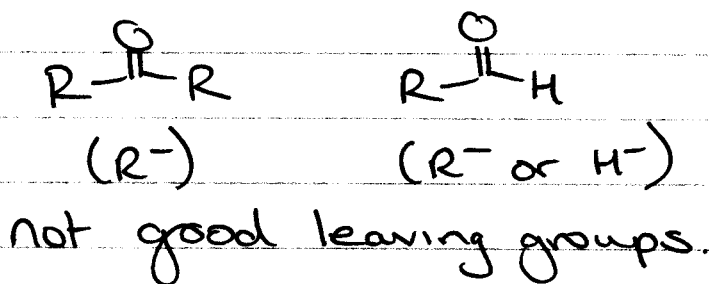 O O
R R R H
(R⁻) (R⁻ or H⁻)
not good leaving groups.